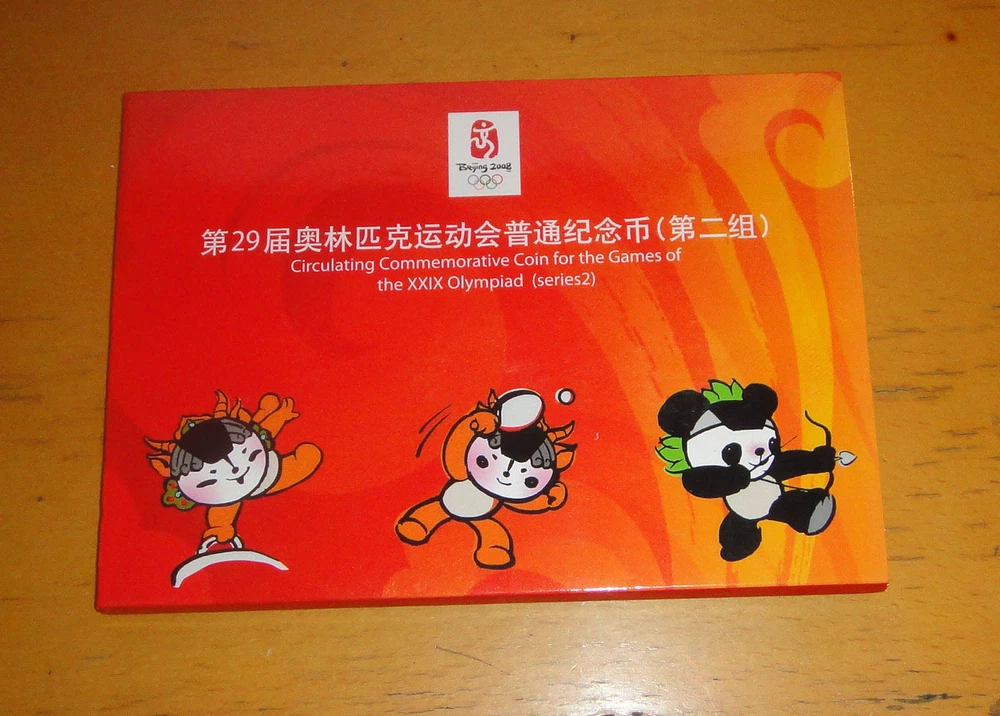 Beijing 2008
第29届奥林匹克运动会普通纪念币(第二组)
Circulating Commemorative Coin for the Games of
the XXIX Olympiad (series2)